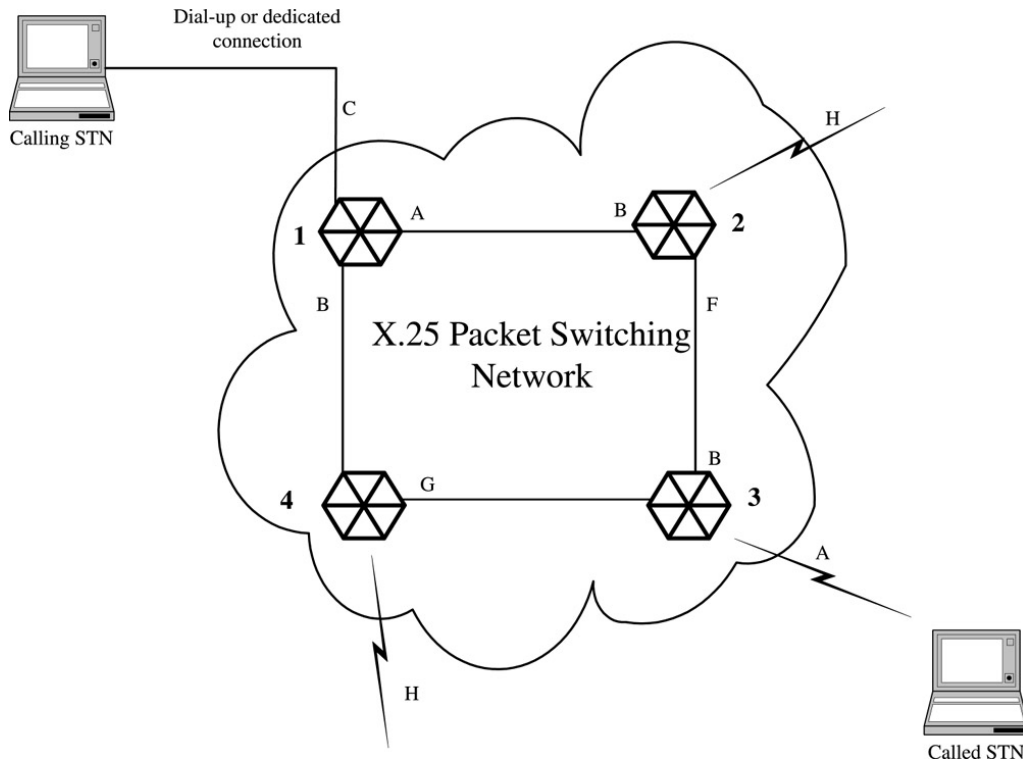 Dial-up or dedicated
connection
Calling STN
C
H
1
A
B
2
B
F
X.25 Packet Switching
Network
B
4
G
3
A
H
Called STN